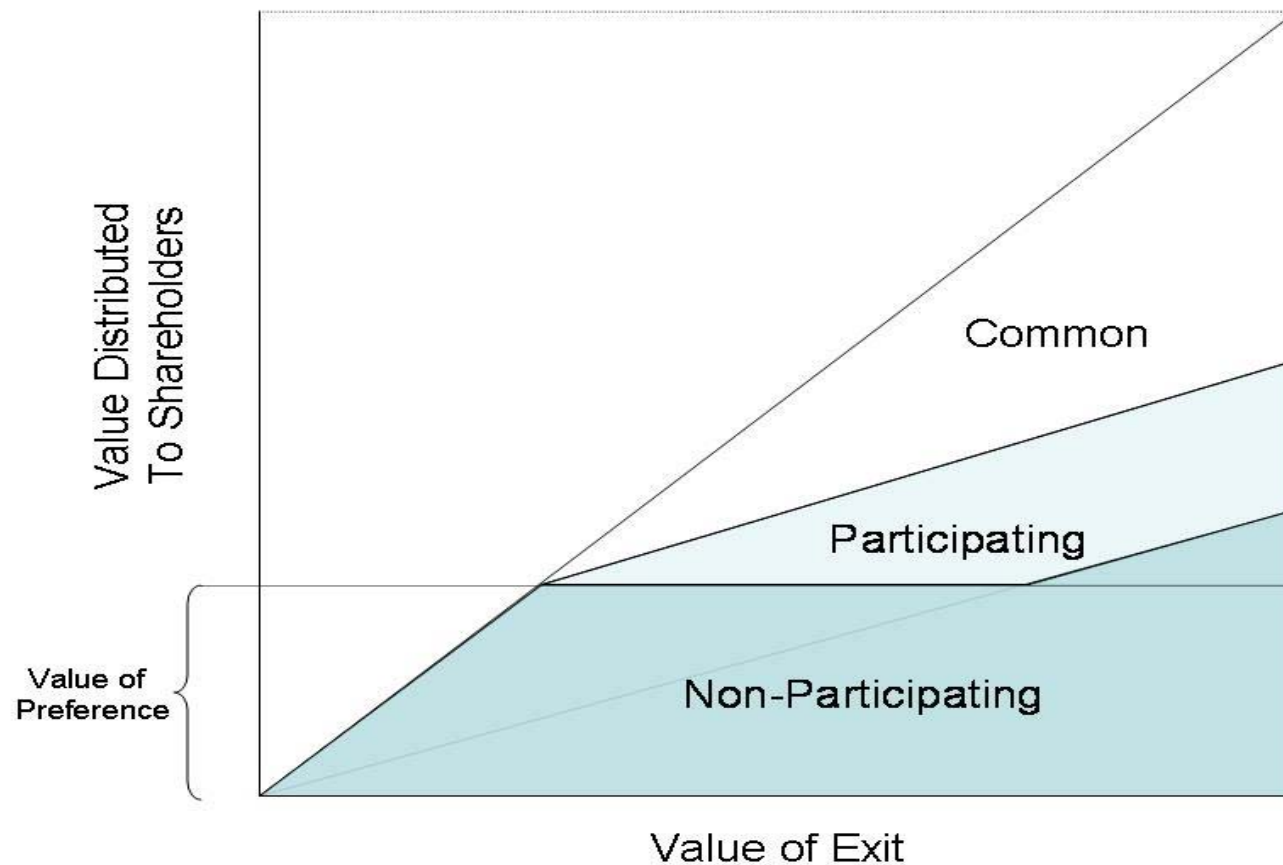 Value Distributed
To Shareholders
Common
Participating
Value of
Preference
Non-Participating
Value of Exit